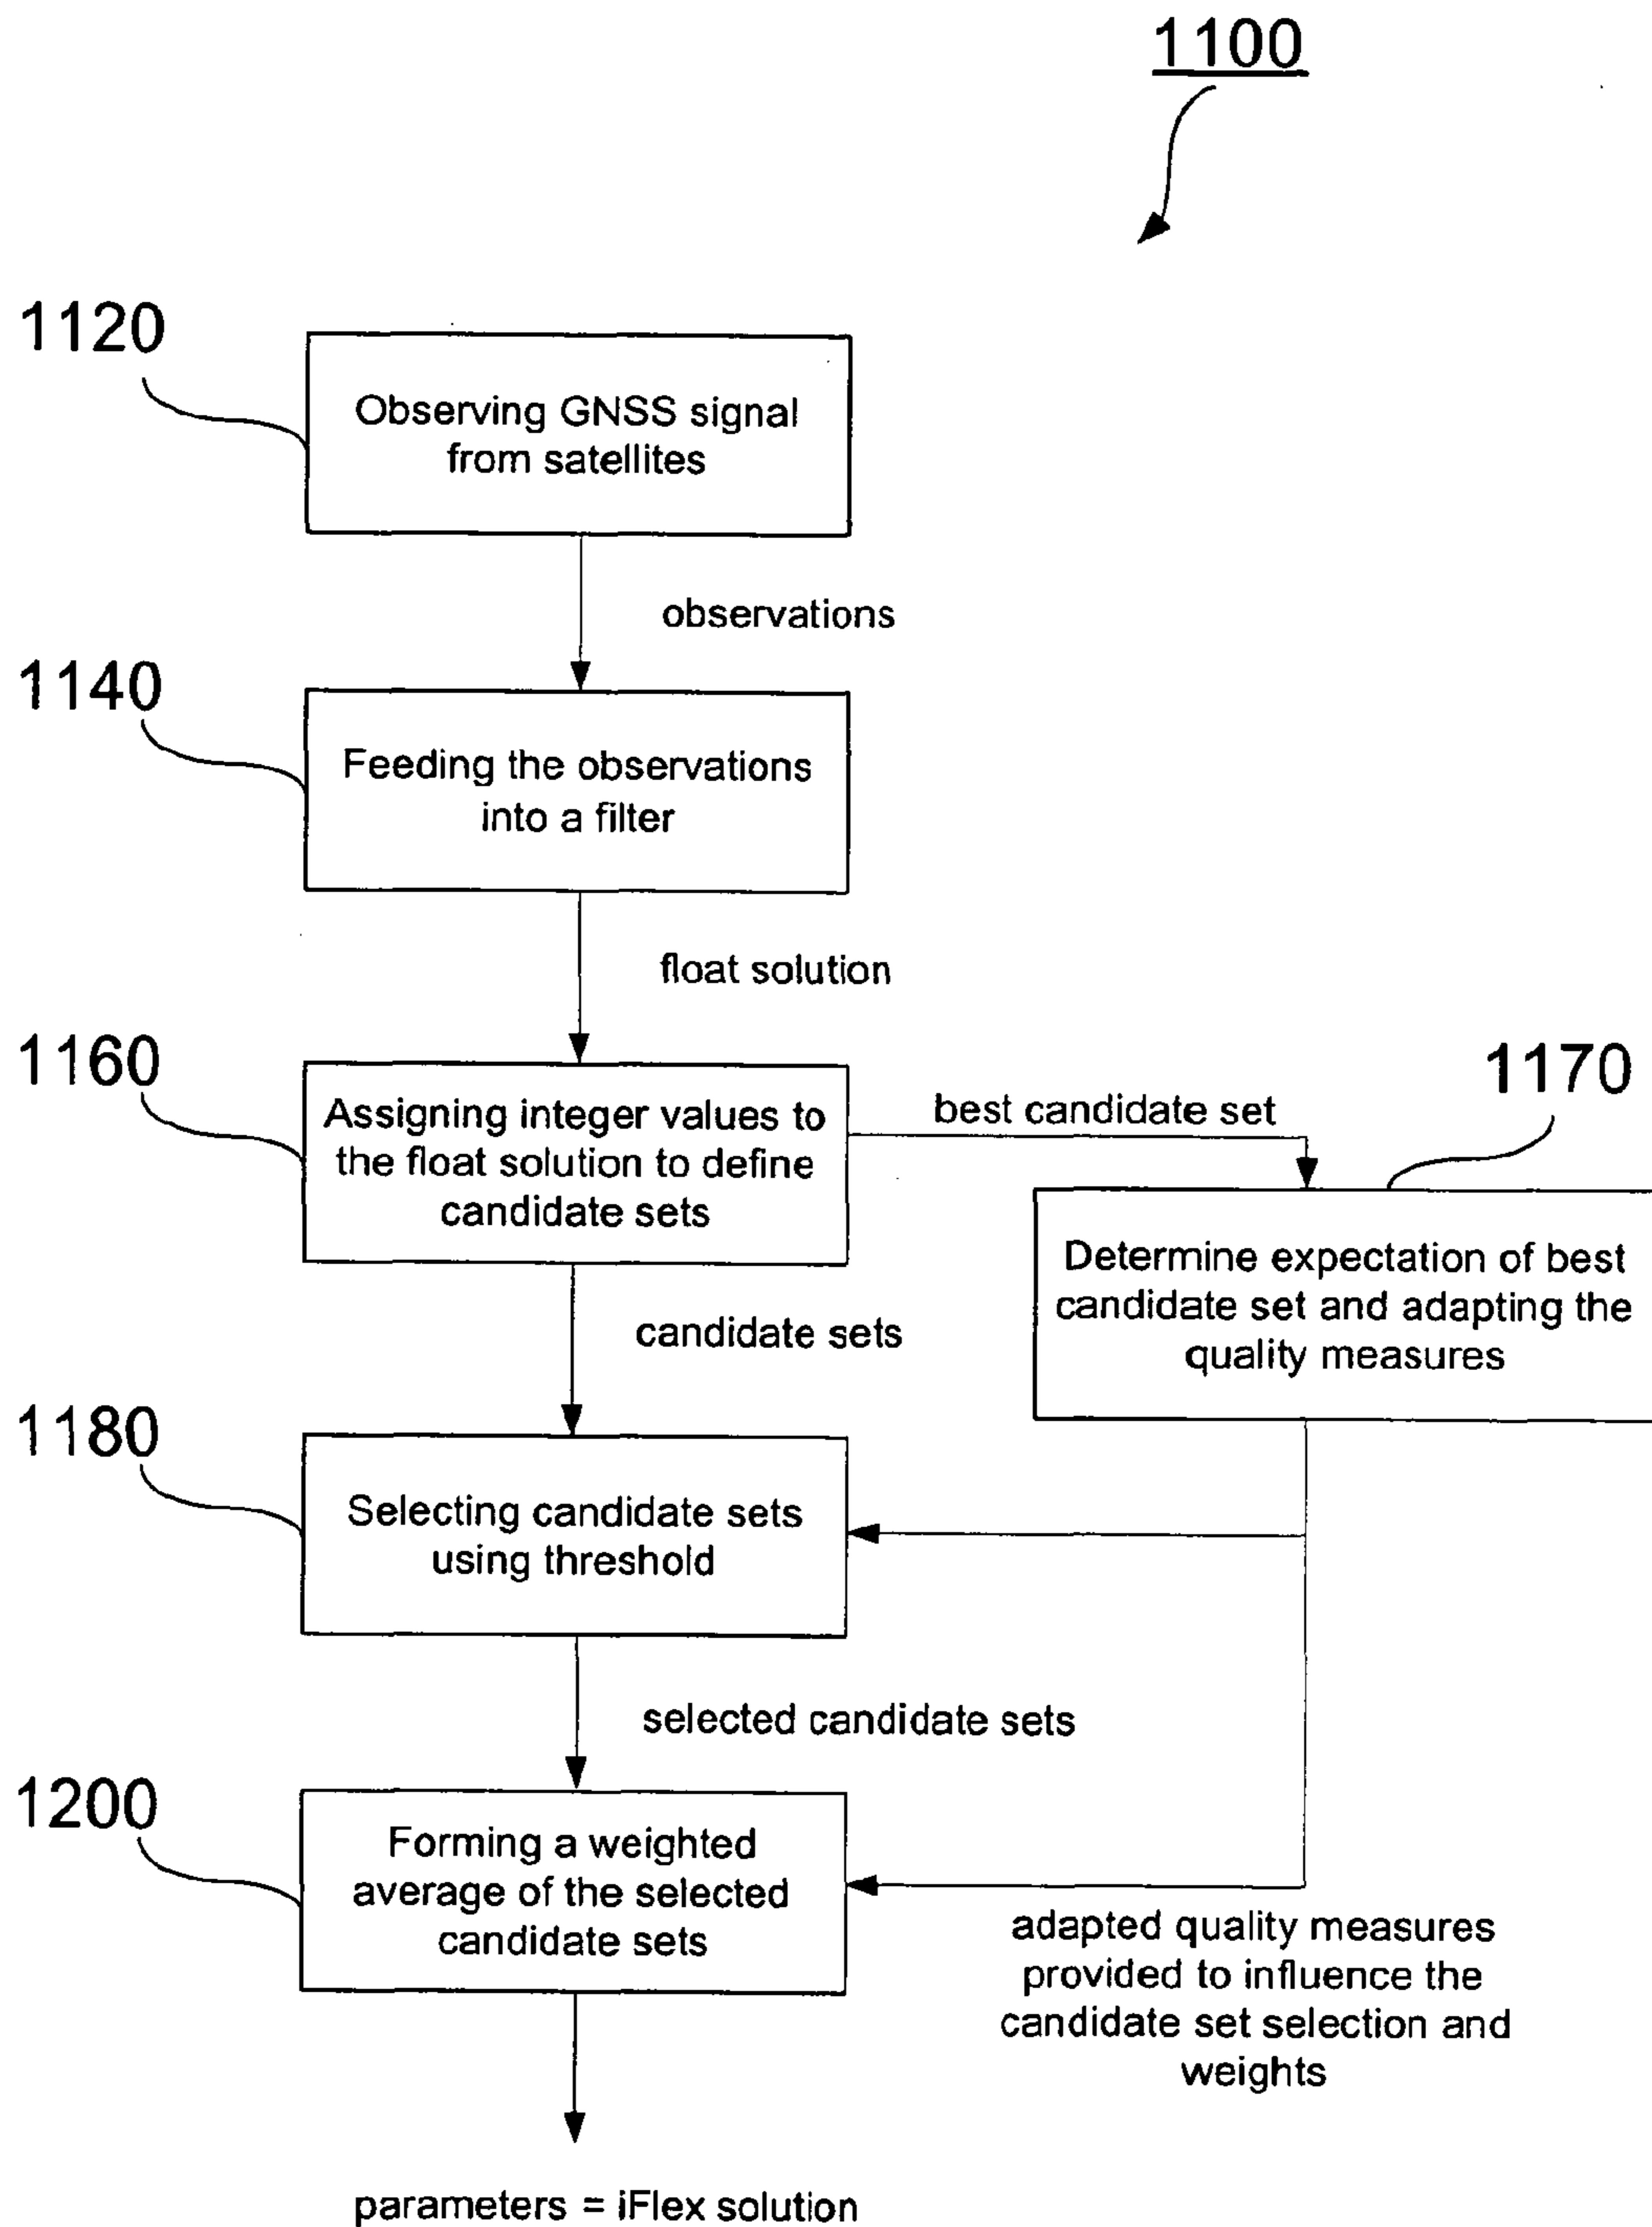 1100
1120
Observing GNSS signal
from satellites
observations
1140
Feeding the observations
into a filter
float solution
1160
Assigning integer values to
the float solution to define
candidate sets
best candidate set
1170
Determine expectation of best
candidate set and adapting the
quality measures
candidate sets
1180
Selecting candidate sets
using threshold
selected candidate sets
1200
Forming a weighted
average of the selected
candidate sets
adapted quality measures
provided to influence the
candidate set selection and
weights
parameters = iFlex solution